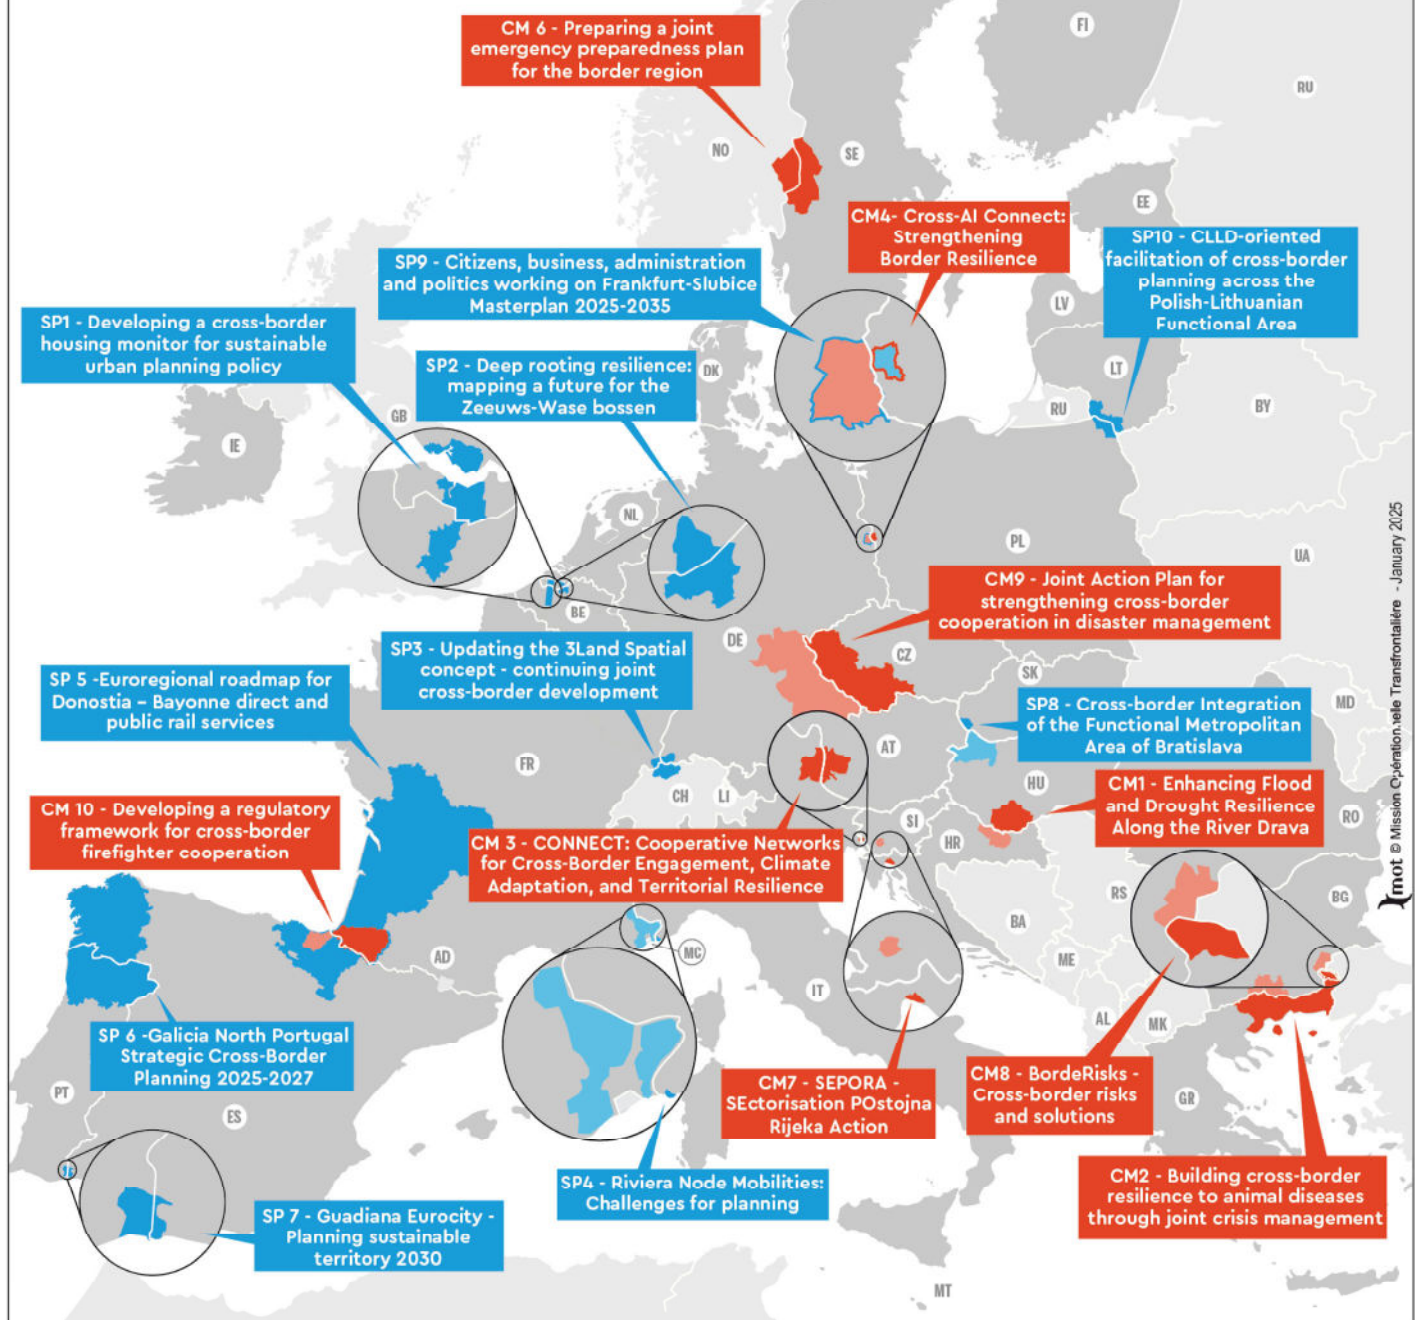 CM 6 - Preparing a joint
emergency preparedness plan
for the border region
FI
RU
NO
SE
EE
CM4- Cross-AI Connect:
Strengthening
Border Resilience
SP10 - CLLD-oriented
facilitation of cross-border
planning across the
Polish-Lithuanian
Functional Area
SP9 - Citizens, business, administration
and politics working on Frankfurt-Slubice
Masterplan 2025-2035
LV
SP1 - Developing a cross-border
housing monitor for sustainable
urban planning policy
SP2 - Deep rooting resilience:
mapping a future for the
Zeeuws-Wase bossen
DK
LT
RU
BY
GB
IE
NL
PL
UA
BE
CM9 - Joint Action Plan for
strengthening cross-border
cooperation in disaster management
DE
CZ
SP3 - Updating the 3Land Spatial
concept - continuing joint
cross-border development
SK
SP 5 -Euroregional roadmap for
Donostia - Bayonne direct and
public rail services
SP8 - Cross-border Integration
of the Functional Metropolitan
Area of Bratislava
MD
AT
FR
HU
CH
LI
CM1 - Enhancing Flood
and Drought Resilience
Along the River Drava
RO
SI
HR
CM 10 - Developing a regulatory
framework for cross-border
firefighter cooperation
CM 3 - CONNECT: Cooperative Networks
for Cross-Border Engagement, Climate
Adaptation, and Territorial Resilience
RS
BG
BA
MC
AD
ME
IT
AL
MK
SP 6 -Galicia North Portugal
Strategic Cross-Border
Planning 2025-2027
CM7 - SEPORA -
SEctorisation POstojna
Rijeka Action
CM8 - BordeRisks -
Cross-border risks
and solutions
GR
PT
ES
SP4 - Riviera Node Mobilities:
Challenges for planning
CM2 - Building cross-border
resilience to animal diseases
through joint crisis management
SP 7 - Guadiana Eurocity -
Planning sustainable
territory 2030
MT
mot © Mission Opérationnelle Transfrontalière - January 2025